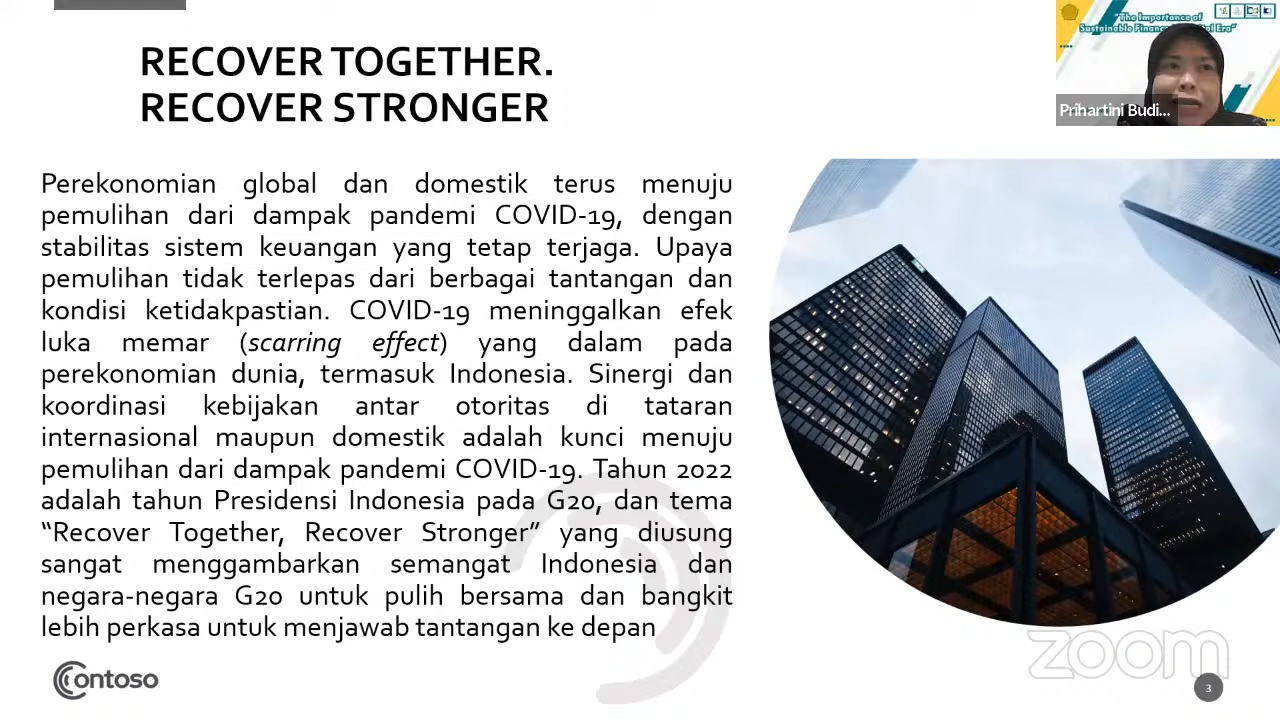 RECOVER TOGETHER.
RECOVER STRONGER
"The Importance of
Sustainable Finance
Era"
Prihartini Budi...
Perekonomian global dan domestik terus menuju
pemulihan dari dampak pandemi COVID-19, dengan
stabilitas sistem keuangan yang tetap terjaga. Upaya
pemulihan tidak terlepas dari berbagai tantangan dan
kondisi ketidakpastian. COVID-19 meninggalkan efek
luka memar (scarring effect) yang dalam pada
perekonomian dunia, termasuk Indonesia. Sinergi dan
koordinasi kebijakan antar otoritas di tataran
internasional maupun domestik adalah kunci menuju
pemulihan dari dampak pandemi COVID-19. Tahun 2022
adalah tahun Presidensi Indonesia pada G20, dan tema
“Recover Together, Recover Stronger” yang diusung
sangat menggambarkan semangat Indonesia dan
negara-negara G20 untuk pulih bersama dan bangkit
lebih perkasa untuk menjawab tantangan ke depan
Contoso
zoom
3